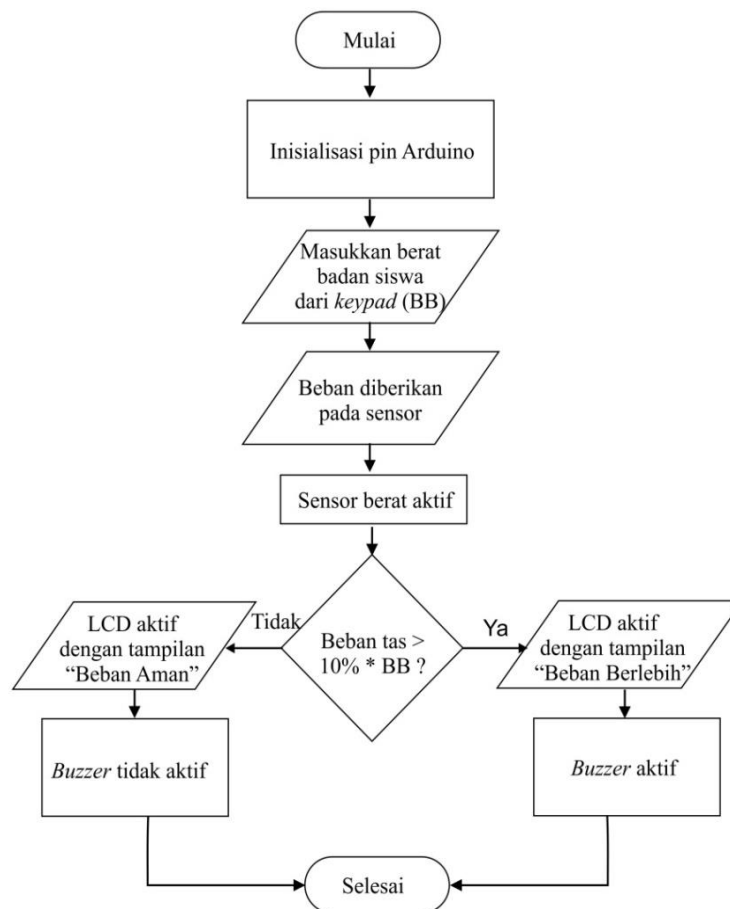 Mulai
Inisialisasi pin Arduino
Masukkan berat
badan siswa
dari keypad (BB)
Beban diberikan
pada sensor
Sensor berat aktif
Beban tas >
10% * BB ?
Tidak
Ya
LCD aktif
dengan tampilan
“Beban Aman”
LCD aktif
dengan tampilan
“Beban Berlebih”
Buzzer tidak aktif
Buzzer aktif
Selesai